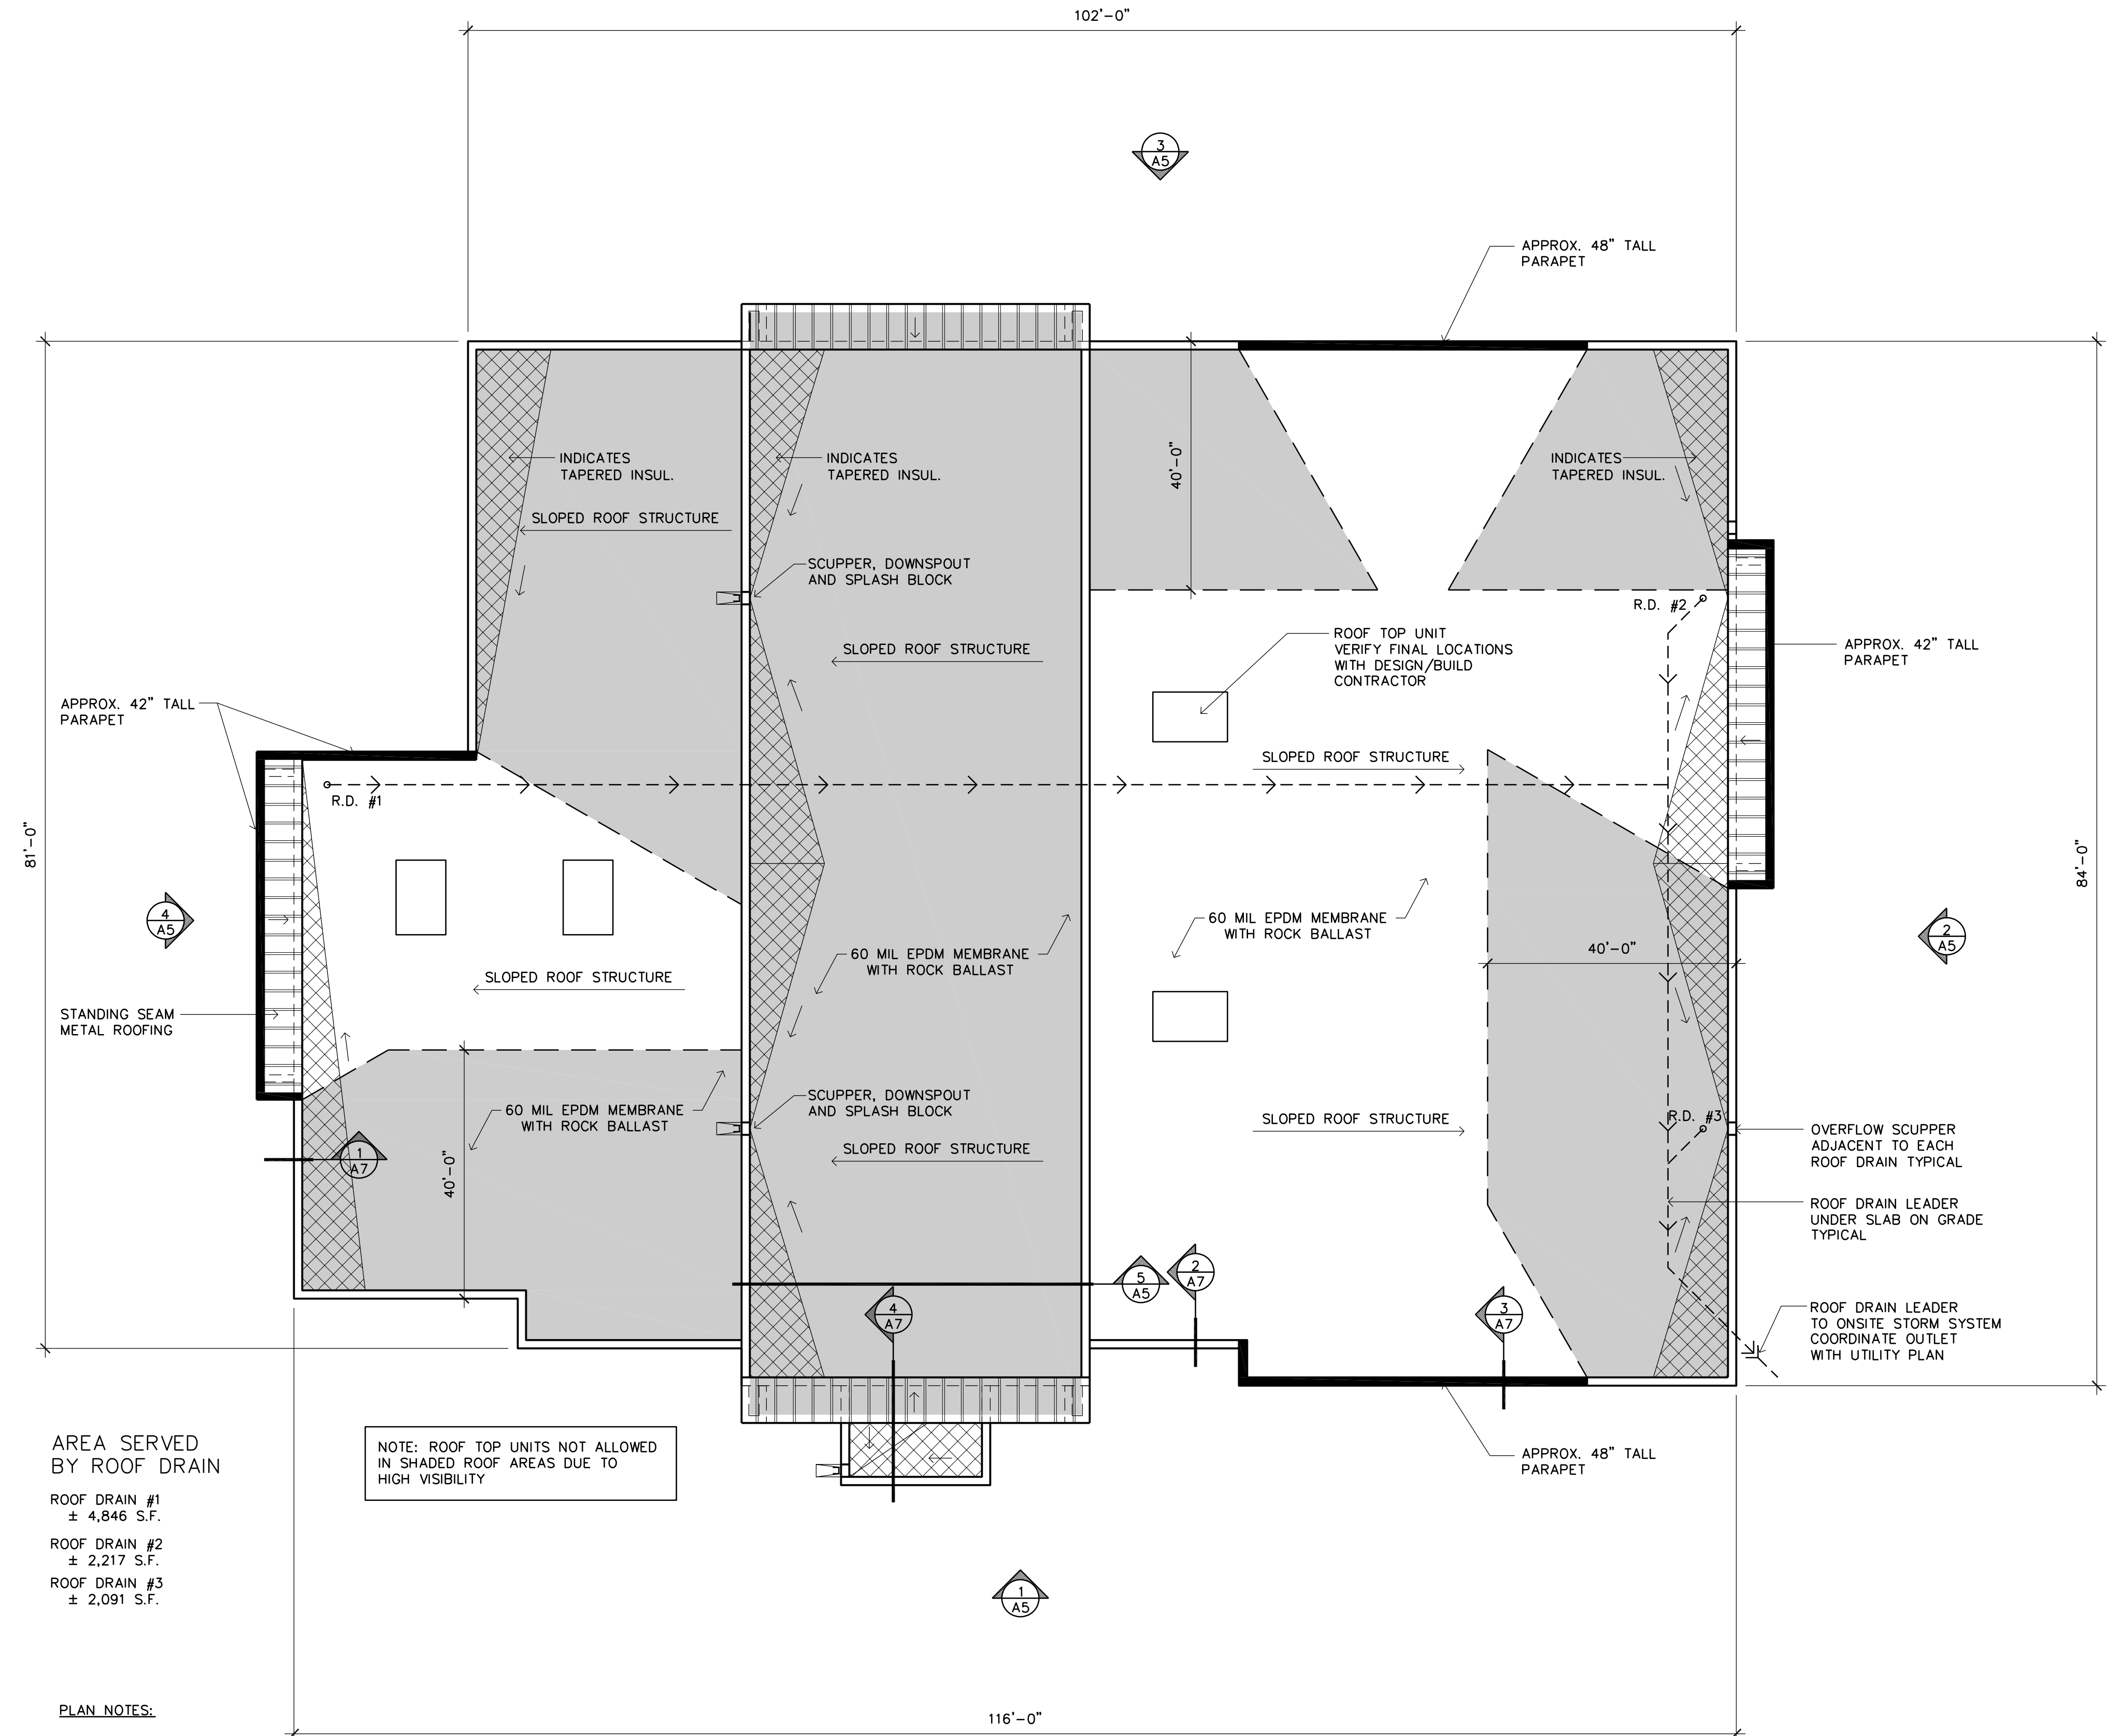 102'-0"
3
A5
APPROX. 48" TALL
PARAPET
INDICATES
TAPERED INSUL.
INDICATES
TAPERED INSUL.
INDICATES
TAPERED INSUL.
40'-0"
SLOPED ROOF STRUCTURE
SCUPPER, DOWNSPOUT
AND SPLASH BLOCK
R.D. #2
ROOF TOP UNIT
VERIFY FINAL LOCATIONS
WITH DESIGN/BUILD
CONTRACTOR
SLOPED ROOF STRUCTURE
APPROX. 42" TALL
PARAPET
APPROX. 42" TALL
PARAPET
SLOPED ROOF STRUCTURE
R.D. #1
81'-0"
84'-0"
4
A5
60 MIL EPDM MEMBRANE
WITH ROCK BALLAST
2
A5
40'-0"
60 MIL EPDM MEMBRANE
WITH ROCK BALLAST
SLOPED ROOF STRUCTURE
STANDING SEAM
METAL ROOFING
SCUPPER, DOWNSPOUT
AND SPLASH BLOCK
60 MIL EPDM MEMBRANE
WITH ROCK BALLAST
SLOPED ROOF STRUCTURE
R.D. #3
OVERFLOW SCUPPER
ADJACENT TO EACH
ROOF DRAIN TYPICAL
SLOPED ROOF STRUCTURE
1
A7
40'-0"
ROOF DRAIN LEADER
UNDER SLAB ON GRADE
TYPICAL
5
A5
2
A7
4
A7
3
A7
ROOF DRAIN LEADER
TO ONSITE STORM SYSTEM
COORDINATE OUTLET
WITH UTILITY PLAN
AREA SERVED
BY ROOF DRAIN
ROOF DRAIN #1
± 4,846 S.F.
ROOF DRAIN #2
± 2,217 S.F.
ROOF DRAIN #3
± 2,091 S.F.
NOTE: ROOF TOP UNITS NOT ALLOWED
IN SHADED ROOF AREAS DUE TO
HIGH VISIBILITY
APPROX. 48" TALL
PARAPET
1
A5
PLAN NOTES:
116'-0"